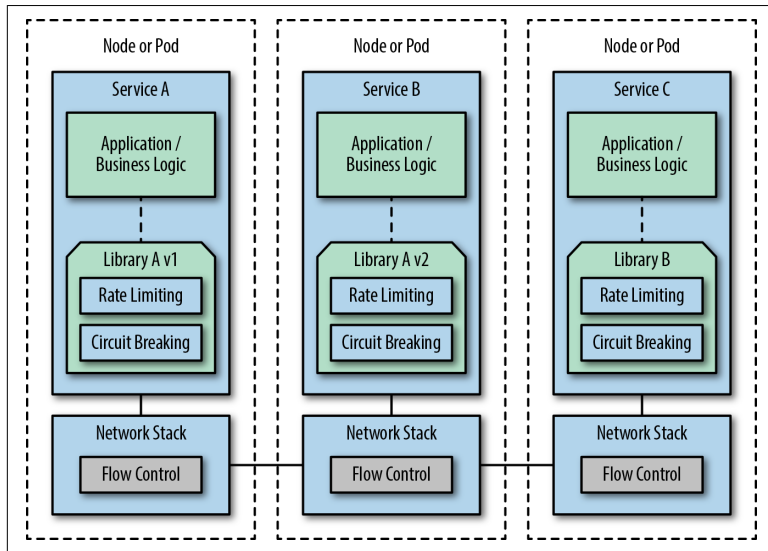 Node or Pod
Service A
Application /
Business Logic
Library A v1
Rate Limiting
Circuit Breaking
Network Stack
Flow Control
Node or Pod
Service B
Application /
Business Logic
Library A v2
Rate Limiting
Circuit Breaking
Network Stack
Flow Control
Node or Pod
Service C
Application /
Business Logic
Library B
Rate Limiting
Circuit Breaking
Network Stack
Flow Control